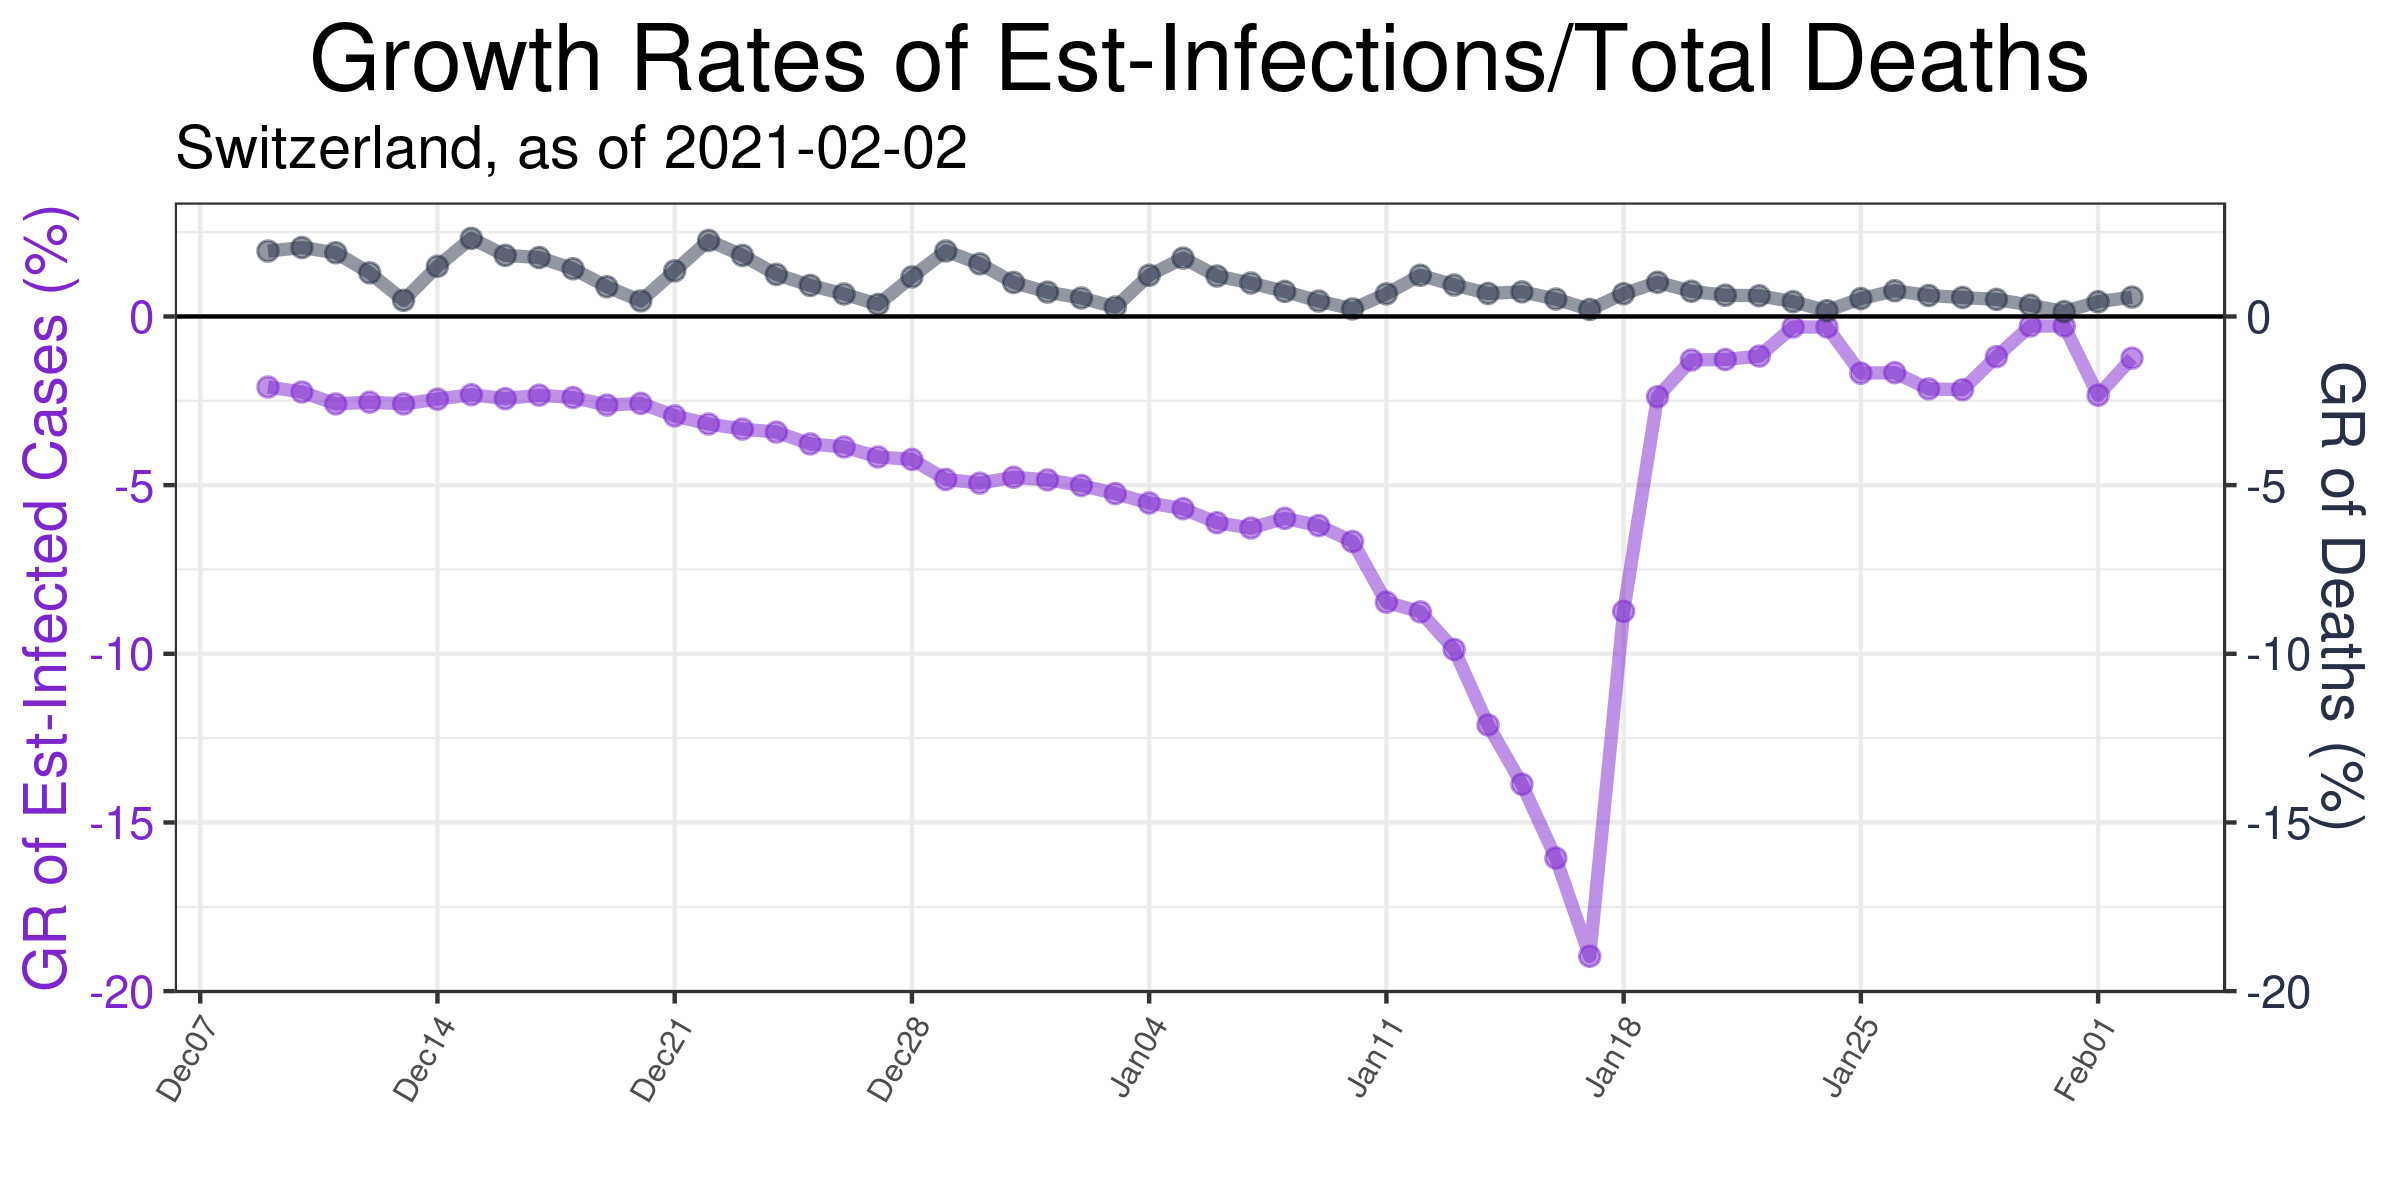 Growth Rates of Est-Infections/Total Deaths
Switzerland, as of 2021-02-02
GR of Est-Infected Cases (%)
0
-5
-10
-15
-20
0
-5
-10
-15
-20
GR of Deaths (%)
Dec07
Dec14
Dec21
Dec28
Jan04
Jan11
Jan18
Jan25
Feb01